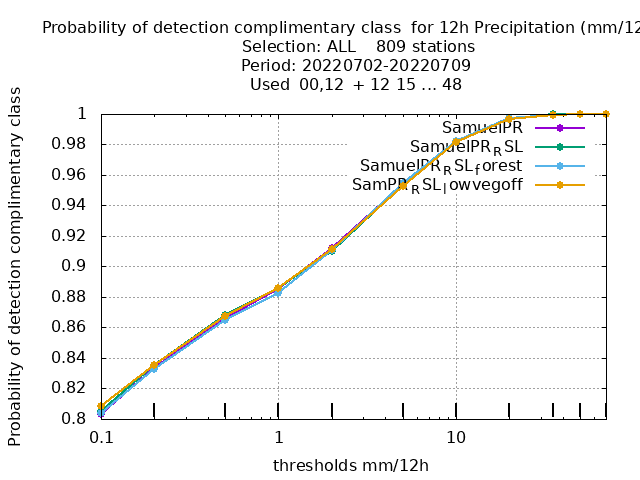 Probability of detection complimentary class for 12h Precipitation (mm/12
Selection: ALL 809 stations
Period: 20220702-20220709
Used 00,12 + 12 15 ... 48
Probability of detection complimentary class
1
0.98
0.96
0.94
0.92
0.9
0.88
0.86
0.84
0.82
0.8
SamuelPR
SamuelPR_RSL
SamuelPR_RSL_forest
SamPR_RSL_lowvegoff
0.1 1 10
thresholds mm/12h